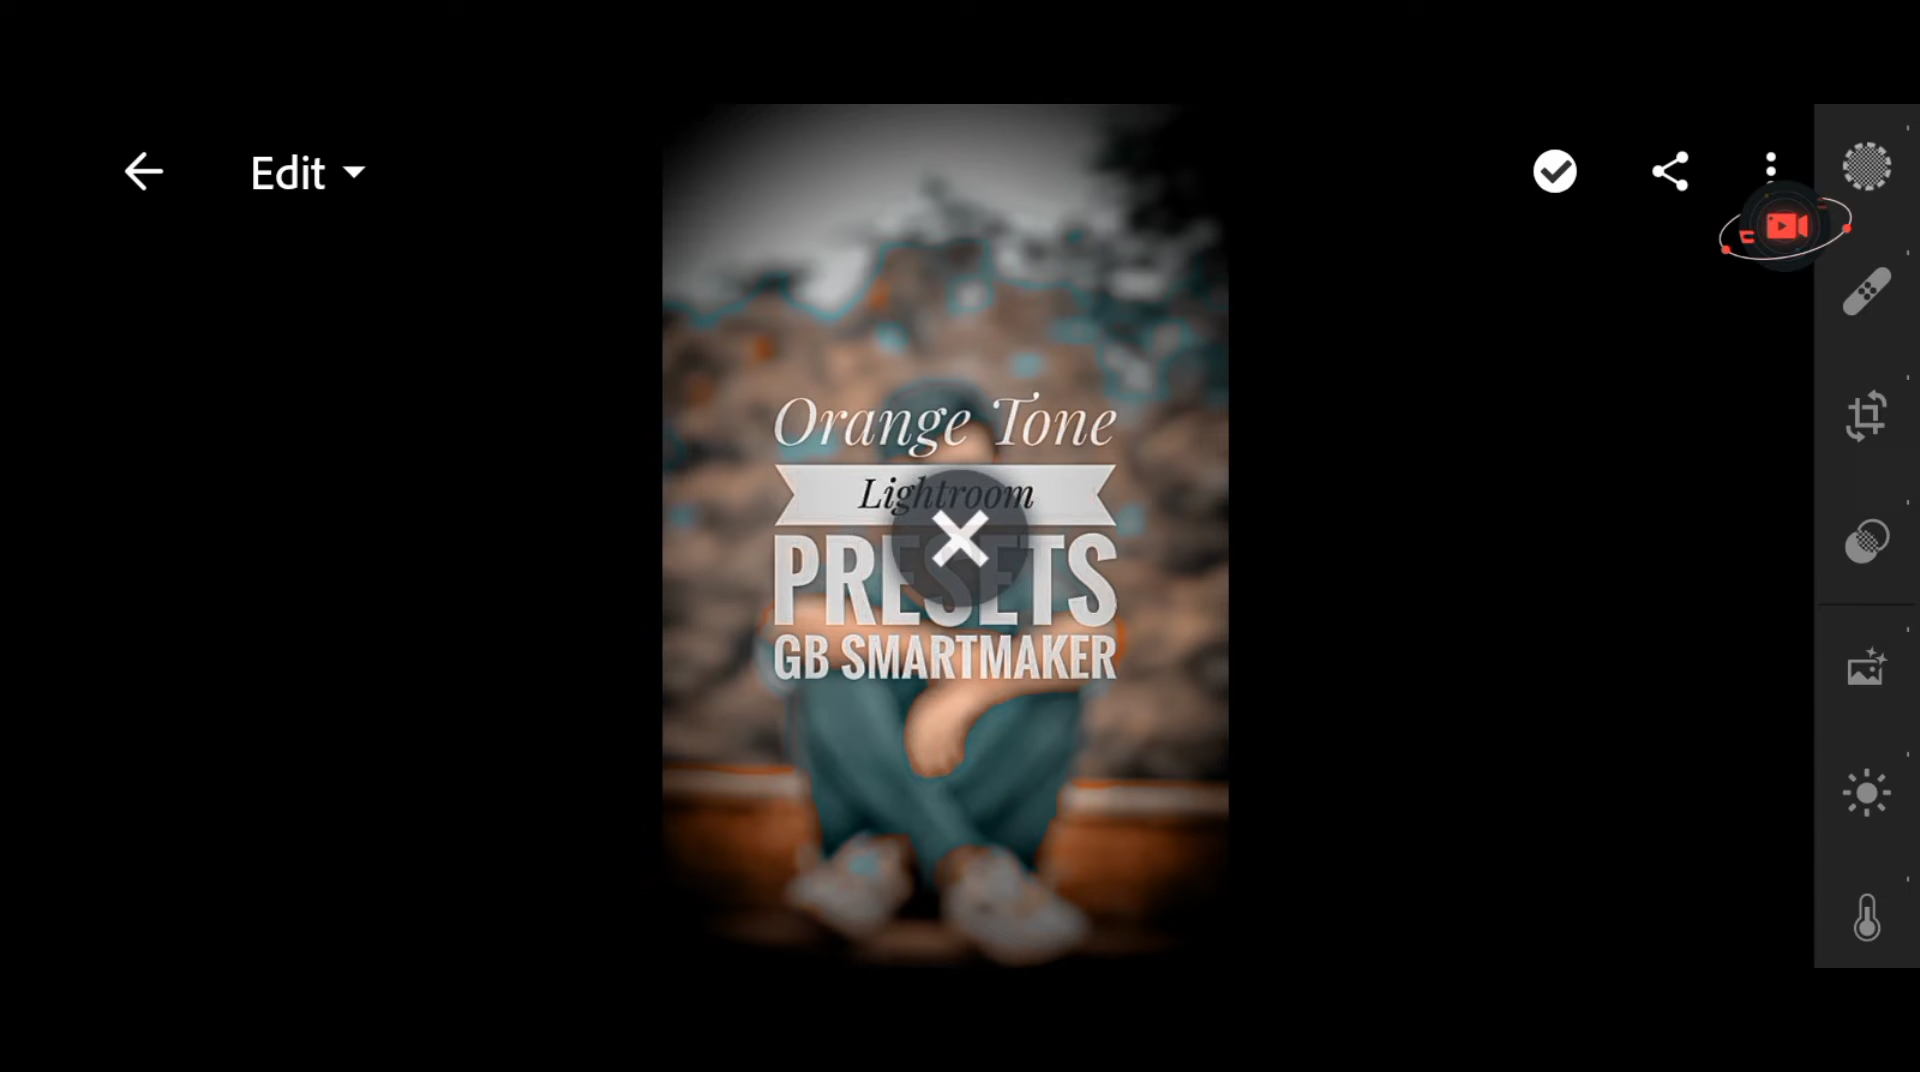 Edit
Orange Tone
Lightroom
PRESETS
GB SMARTMAKER